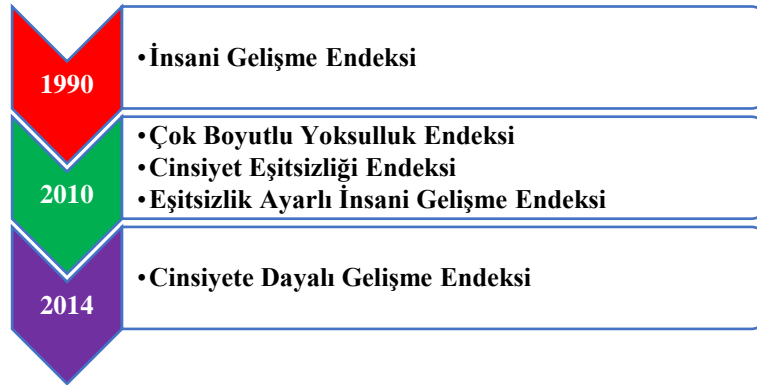 1990
•İnsani Gelişme Endeksi
2010
•Çok Boyutlu Yoksulluk Endeksi
•Cinsiyet Eşitsizliği Endeksi
•Eşitsizlik Ayarlı İnsani Gelişme Endeksi
2014
•Cinsiyete Dayalı Gelişme Endeksi